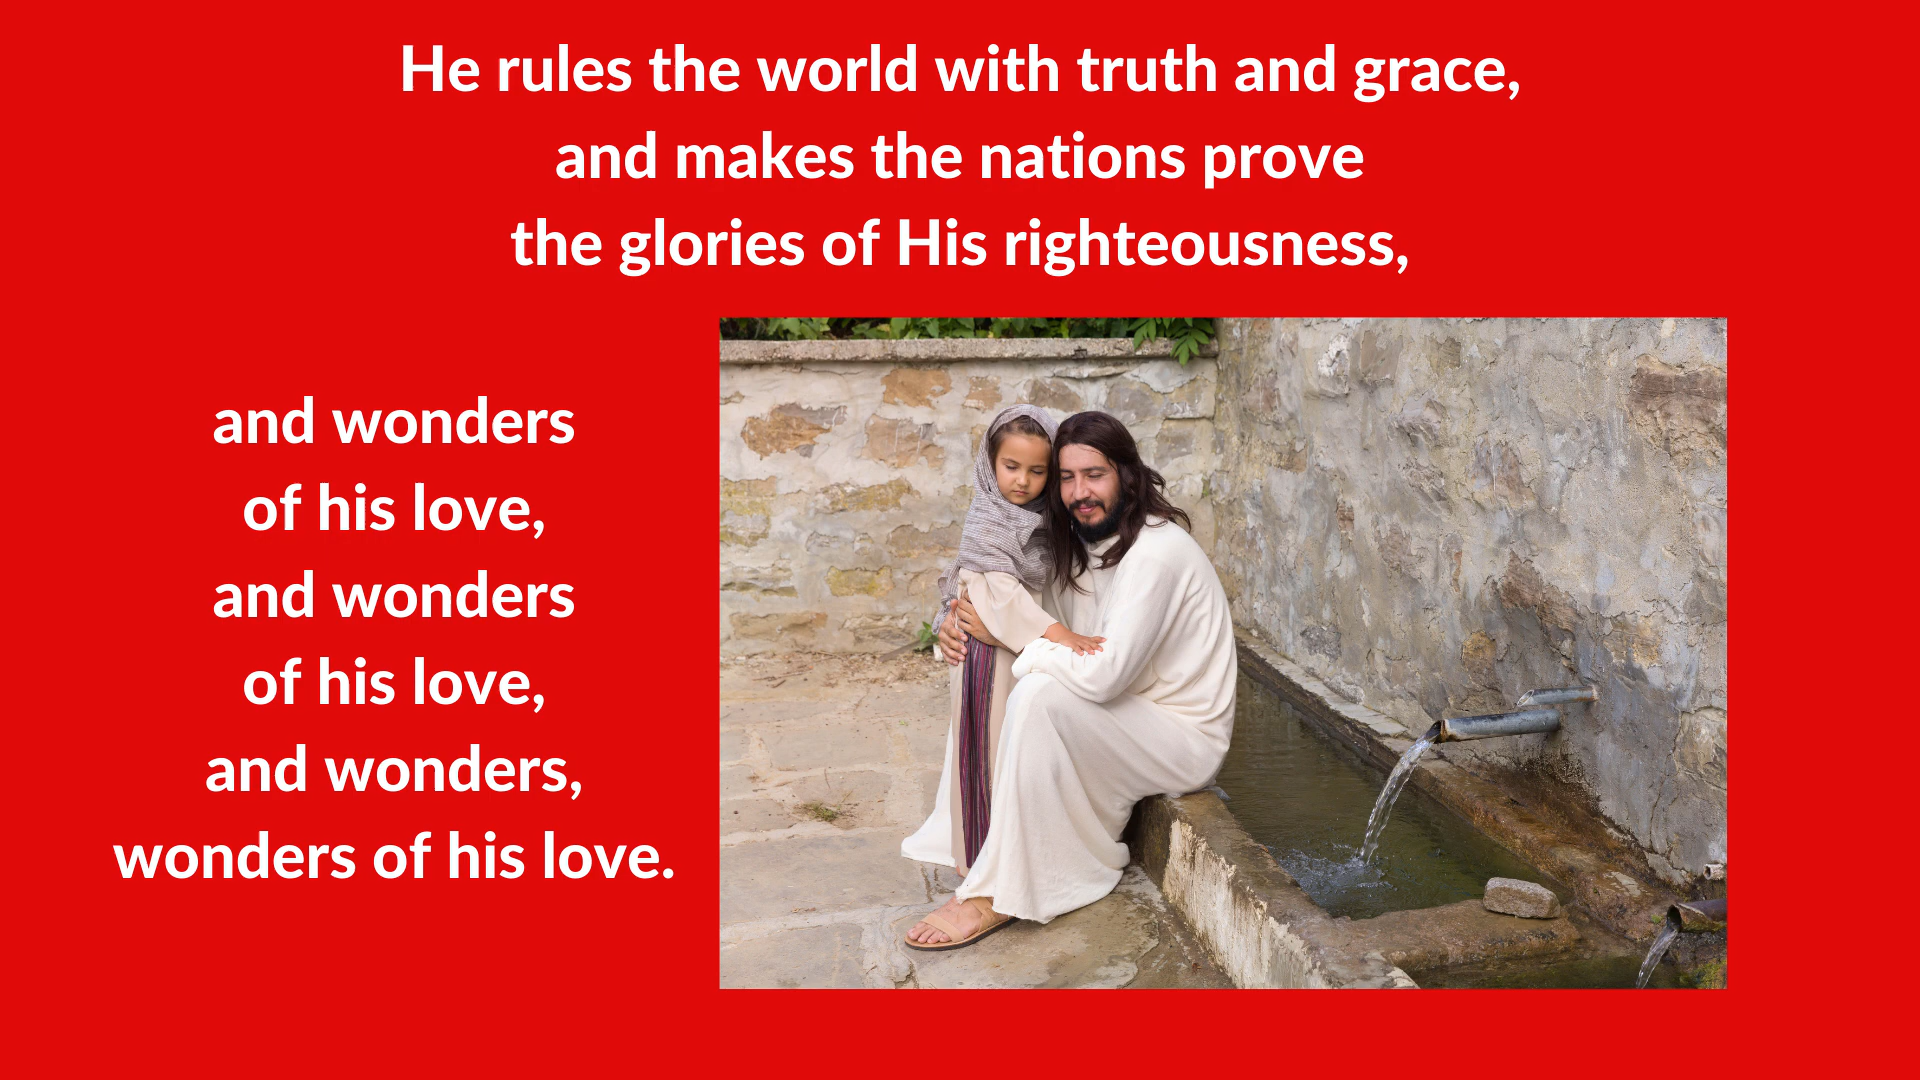 He rules the world with truth and grace,
and makes the nations prove
the glories of His righteousness,
and wonders
of his love,
and wonders
of his love,
and wonders,
wonders of his love.